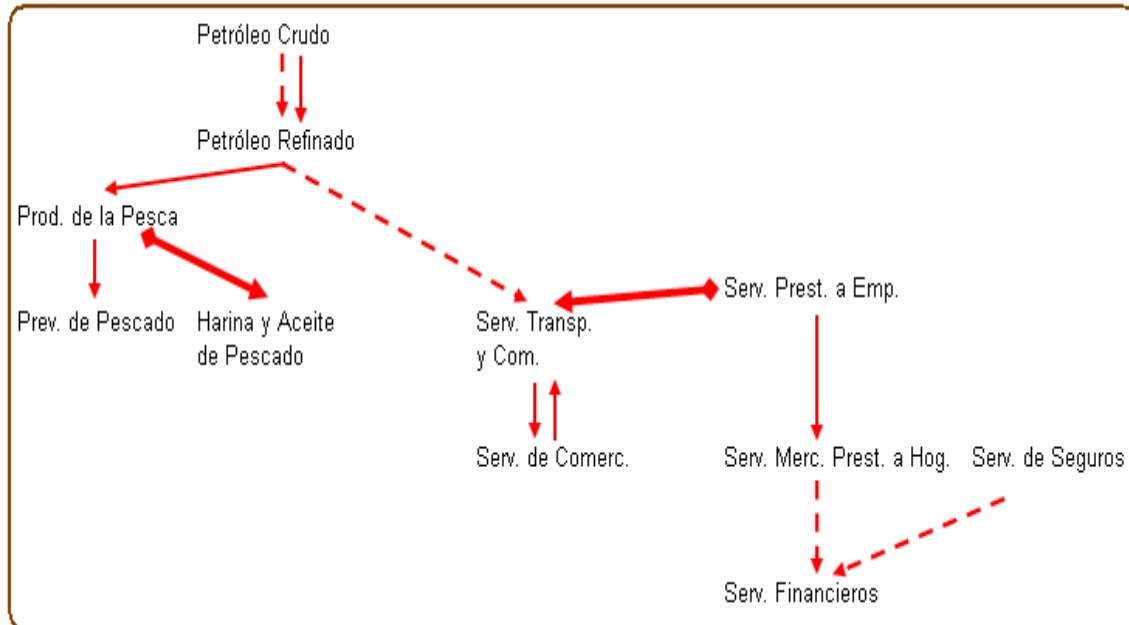 Petróleo Crudo
Petróleo Refinado
Prod. de la Pesca
Prev. de Pescado
Harina y Aceite
de Pescado
Serv. Transp.
y Com.
Serv. Prest. a Emp.
Serv. de Comerc.
Serv. Merc. Prest. a Hog.
Serv. de Seguros
Serv. Financieros